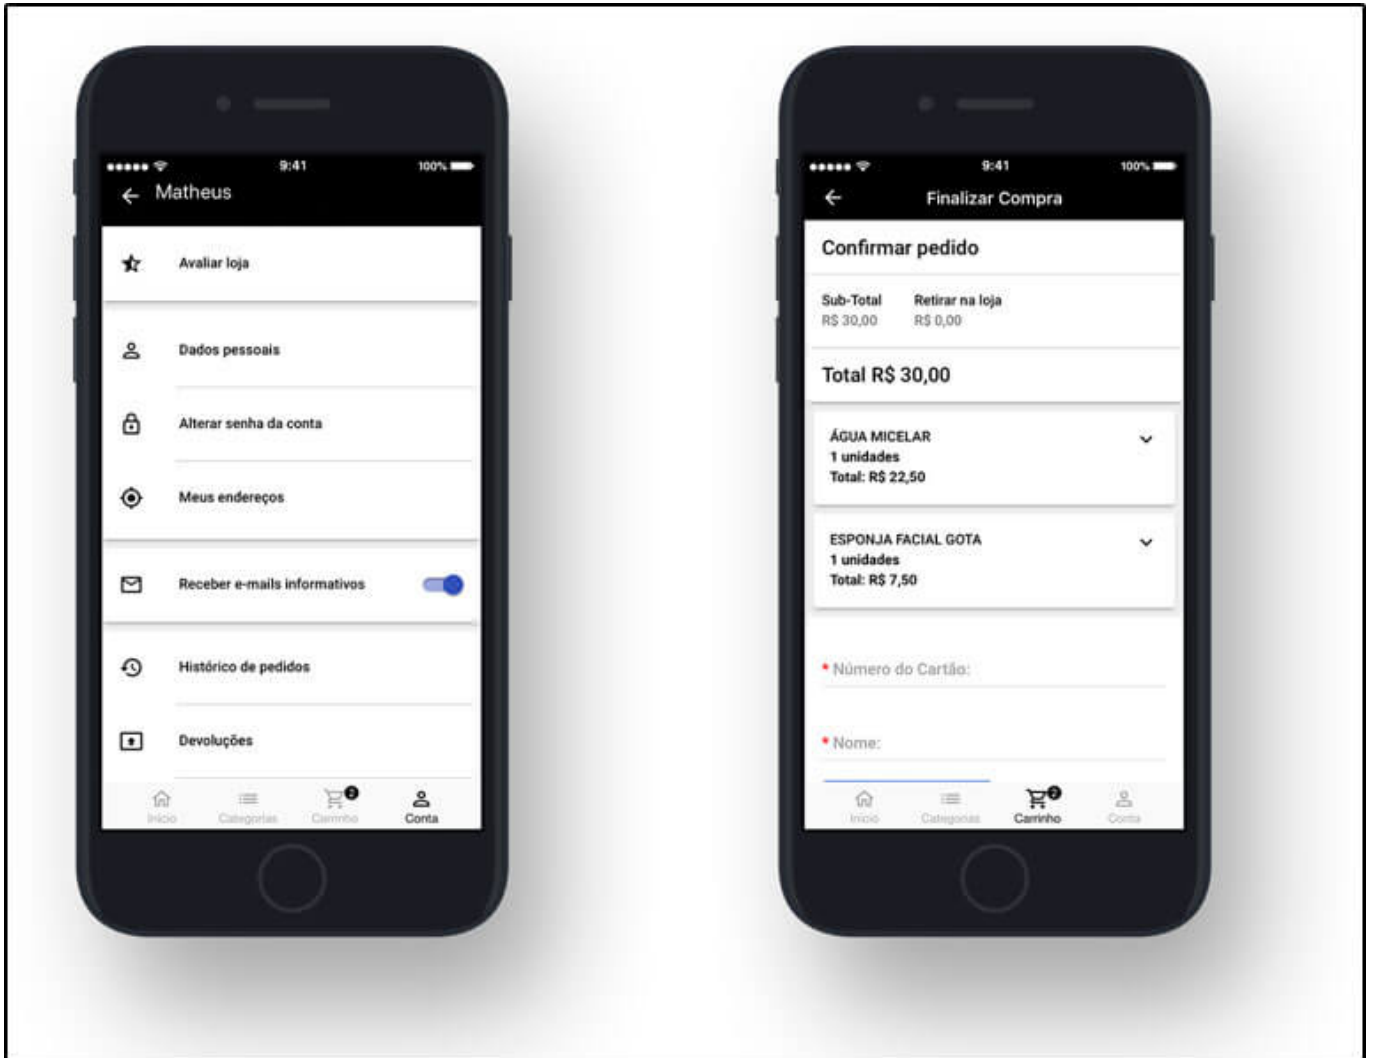 9:41
100%
Matheus
Avaliar loja
Dados pessoais
Alterar senha da conta
Meus endereços
Receber e-mails informativos
Histórico de pedidos
Devoluções
2
Início Categorias Carrinho Conta
9:41
100%
Finalizar Compra
Confirmar pedido
Sub-Total Retirar na loja
R$ 30,00 R$ 0,00
Total R$ 30,00
ÁGUA MICELAR
1 unidades
Total: R$ 22,50
ESPONJA FACIAL GOTA
1 unidades
Total: R$ 7,50
* Número do Cartão:
* Nome:
2
Início Categorias Carrinho Conta